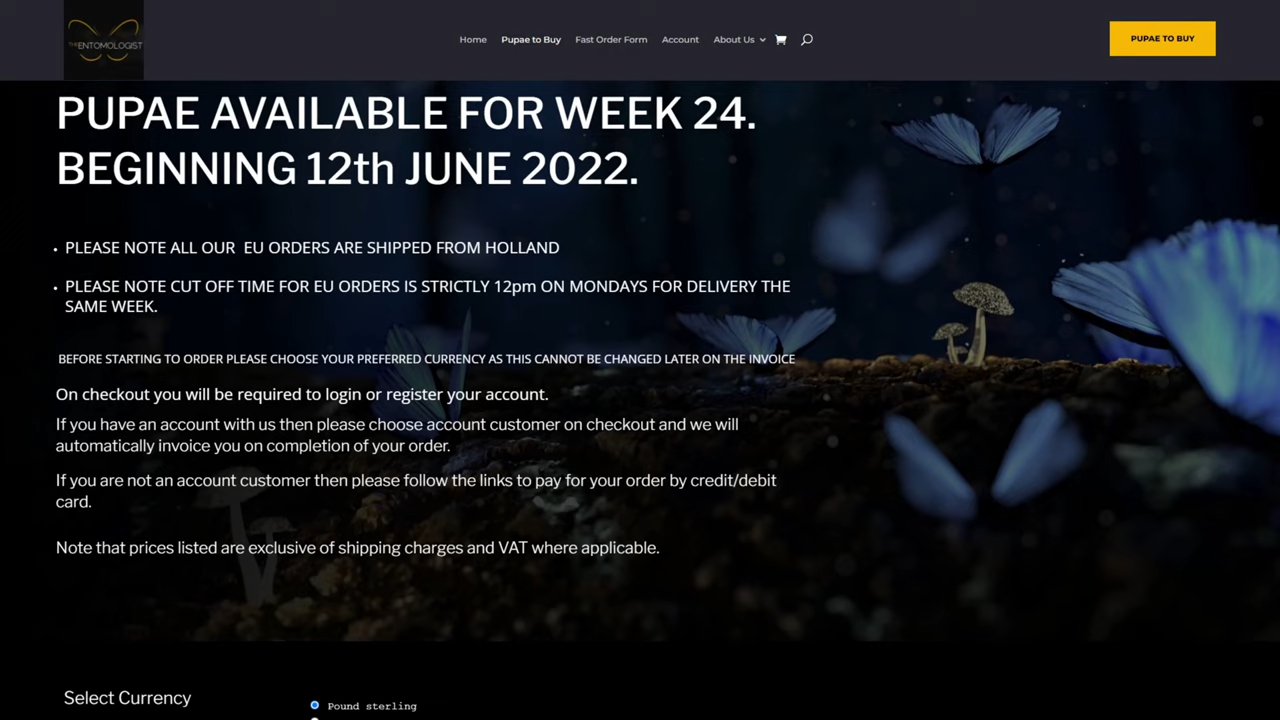 THE ENTOMOLOGIST
Home
Pupae to Buy
Fast Order Form
Account
About Us
PUPAE TO BUY
PUPAE AVAILABLE FOR WEEK 24.
BEGINNING 12th JUNE 2022.
• PLEASE NOTE ALL OUR EU ORDERS ARE SHIPPED FROM HOLLAND
• PLEASE NOTE CUT OFF TIME FOR EU ORDERS IS STRICTLY 12pm ON MONDAYS FOR DELIVERY THE
SAME WEEK.
BEFORE STARTING TO ORDER PLEASE CHOOSE YOUR PREFERRED CURRENCY AS THIS CANNOT BE CHANGED LATER ON THE INVOICE
On checkout you will be required to login or register your account.
If you have an account with us then please choose account customer on checkout and we will
automatically invoice you on completion of your order.
If you are not an account customer then please follow the links to pay for your order by credit/debit
card.
Note that prices listed are exclusive of shipping charges and VAT where applicable.
Select Currency
Pound sterling